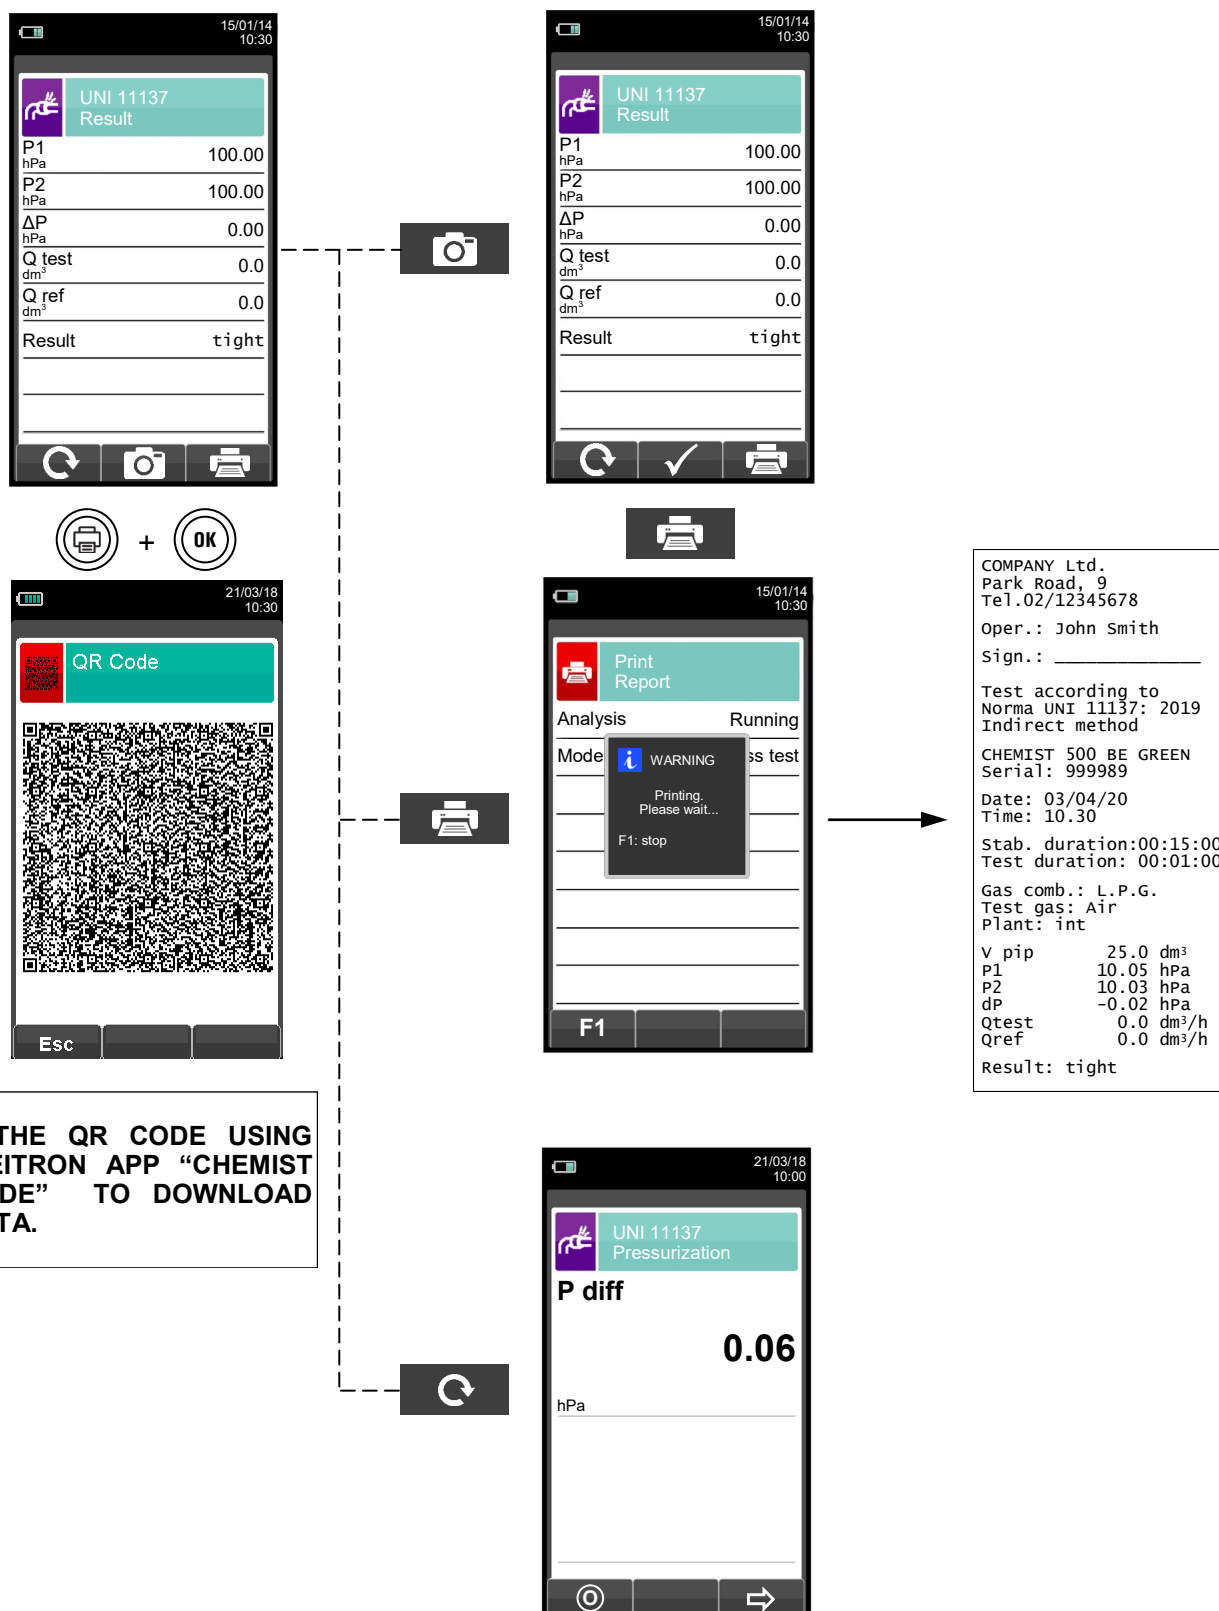 15/01/14
10:30
UNI 11137
Result
P1
hPa
100.00
P2
hPa
100.00
ΔP
hPa
0.00
Q test
dm³
0.0
Q ref
dm³
0.0
Result tight
+
OK
21/03/18
10:30
QR Code
Esc
THE QR CODE USING
EITRON APP “CHEMIST
DE” TO DOWNLOAD
TA.
15/01/14
10:30
UNI 11137
Result
P1
hPa
100.00
P2
hPa
100.00
ΔP
hPa
0.00
Q test
dm³
0.0
Q ref
dm³
0.0
Result tight
15/01/14
10:30
Print
Report
Analysis Running
Mode ss test
i WARNING
Printing.
Please wait...
F1: stop
F1
COMPANY Ltd.
Park Road, 9
Tel.02/12345678
Oper.: John Smith
Sign.: ______________
Test according to
Norma UNI 11137: 2019
Indirect method
CHEMIST 500 BE GREEN
Serial: 999989
Date: 03/04/20
Time: 10.30
Stab. duration:00:15:00
Test duration: 00:01:00
Gas comb.: L.P.G.
Test gas: Air
Plant: int
V pip 25.0 dm³
P1 10.05 hPa
P2 10.03 hPa
dP -0.02 hPa
Qtest 0.0 dm³/h
Qref 0.0 dm³/h
Result: tight
21/03/18
10:00
UNI 11137
Pressurization
P diff
0.06
hPa